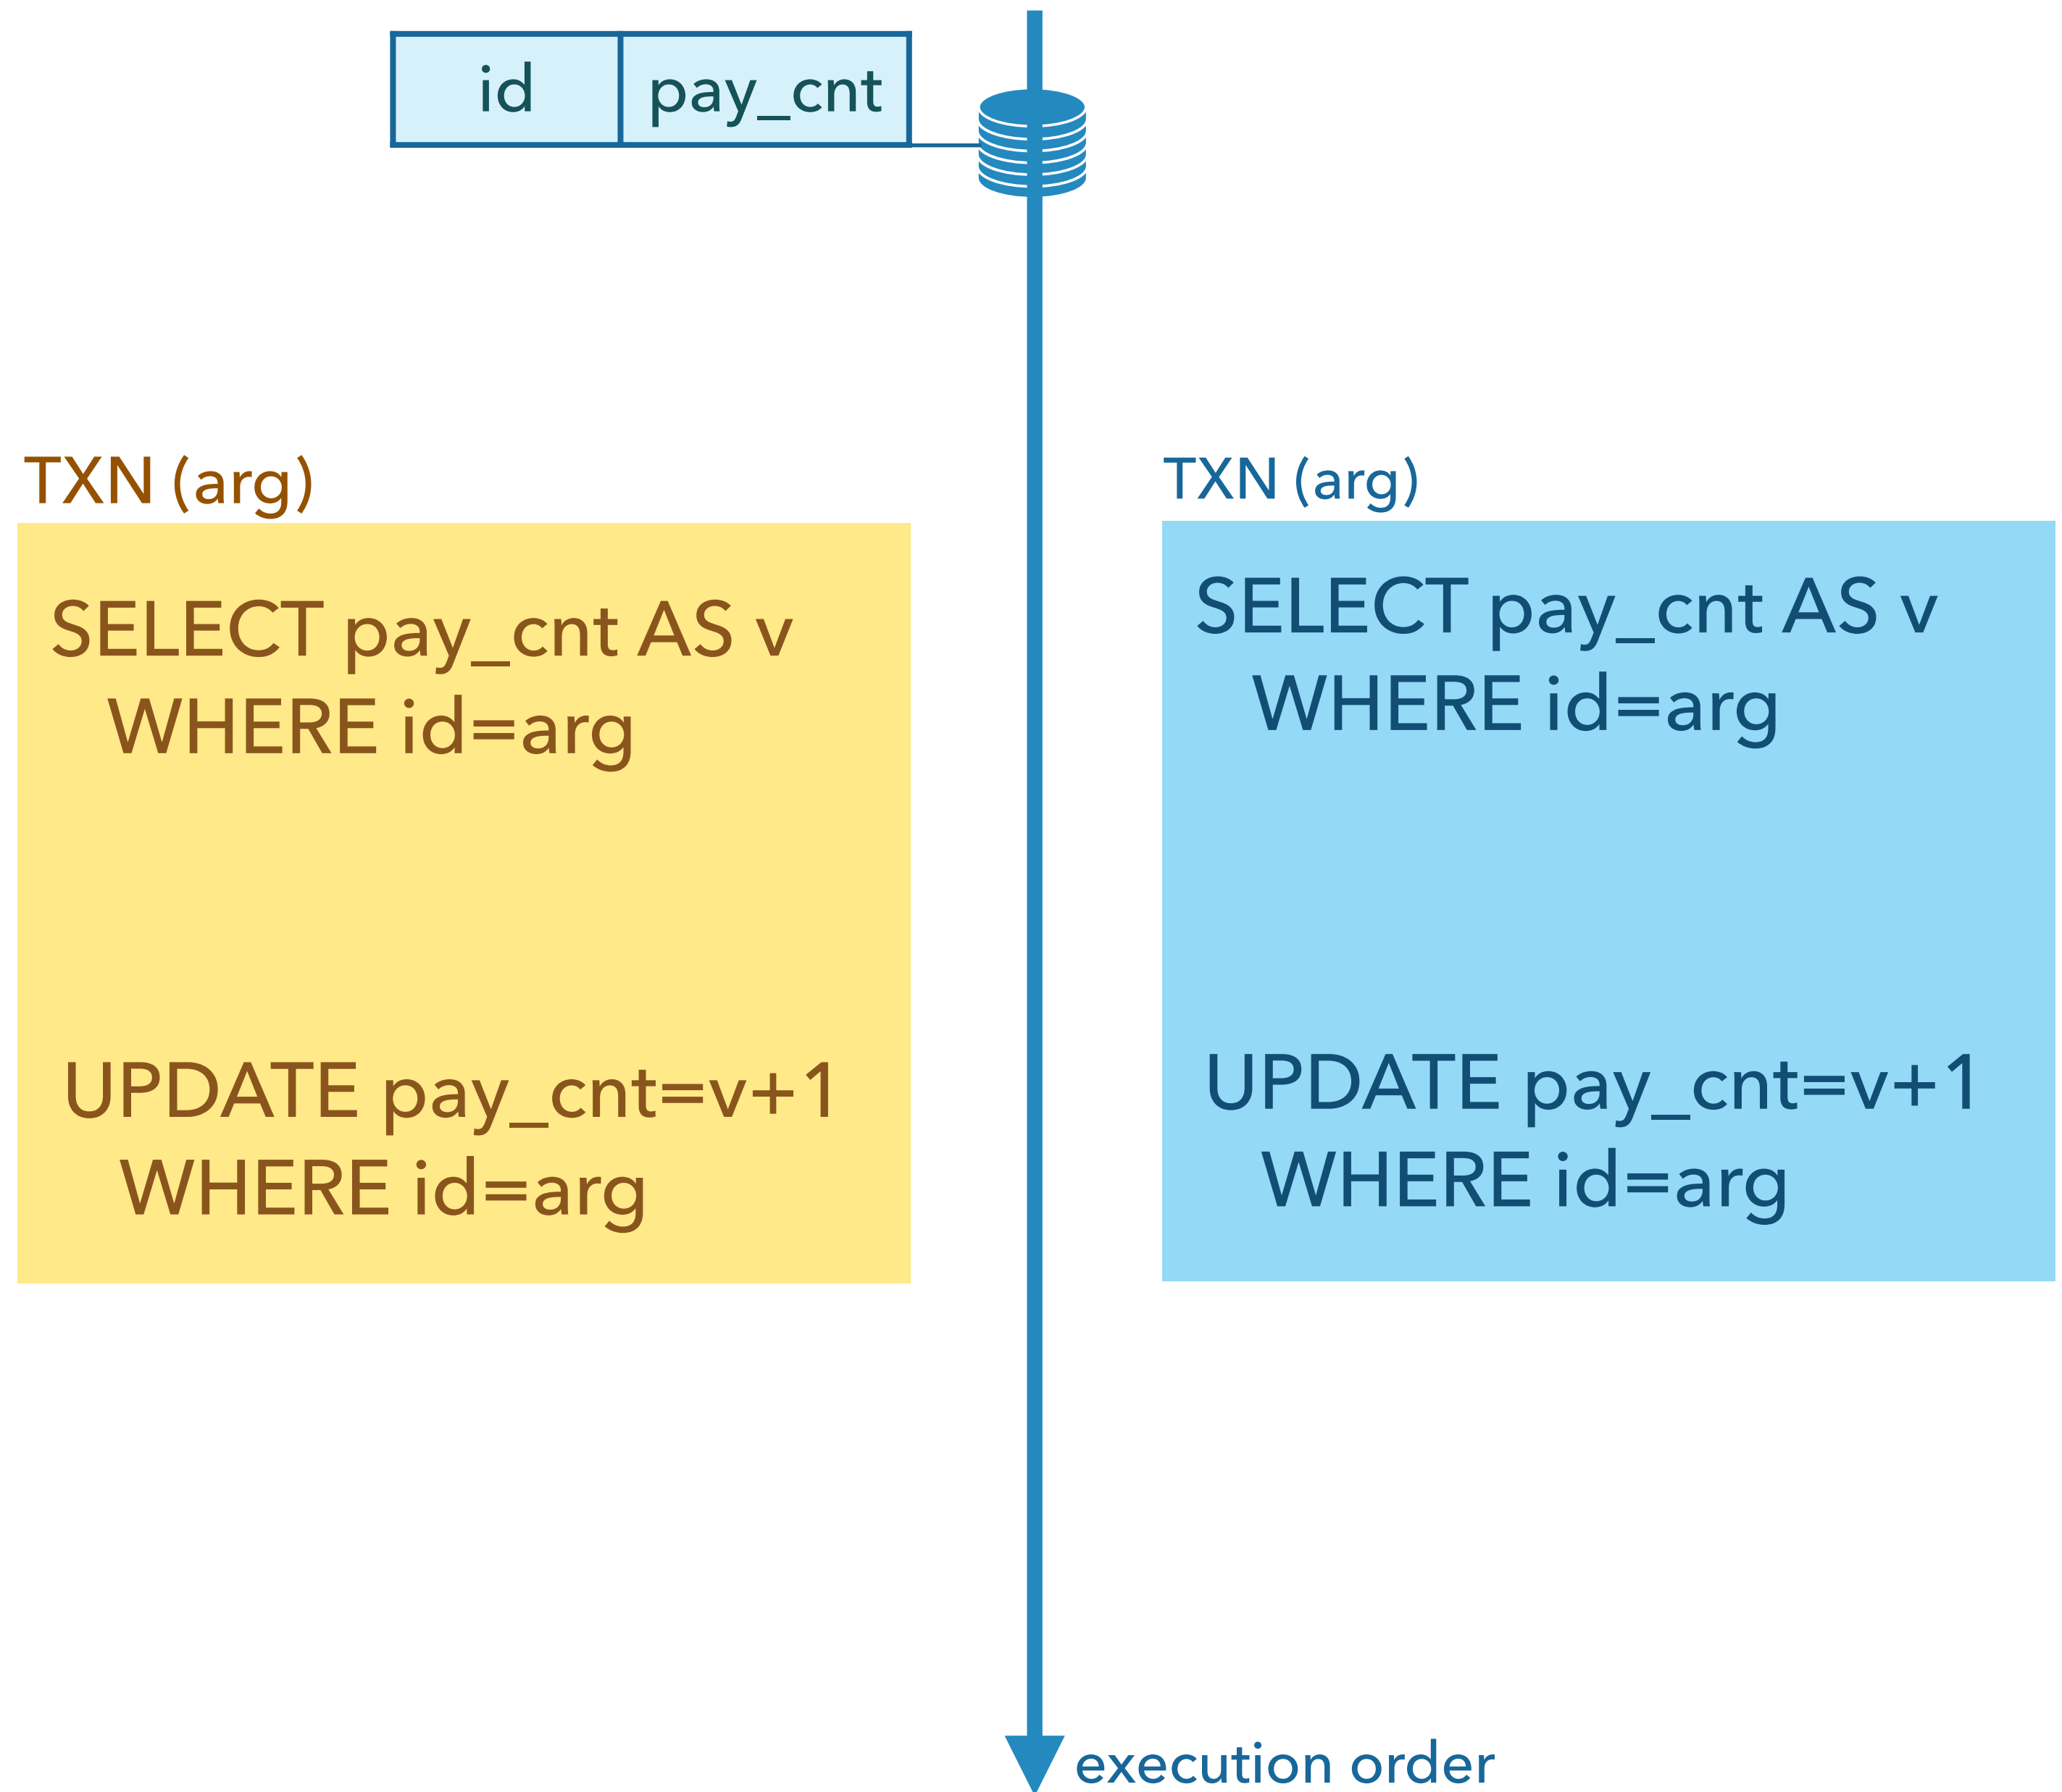 id pay_cnt
TXN (arg)
SELECT pay_cnt AS v
WHERE id=arg
UPDATE pay_cnt=v+1
WHERE id=arg
TXN (arg)
SELECT pay_cnt AS v
WHERE id=arg
UPDATE pay_cnt=v+1
WHERE id=arg
execution order